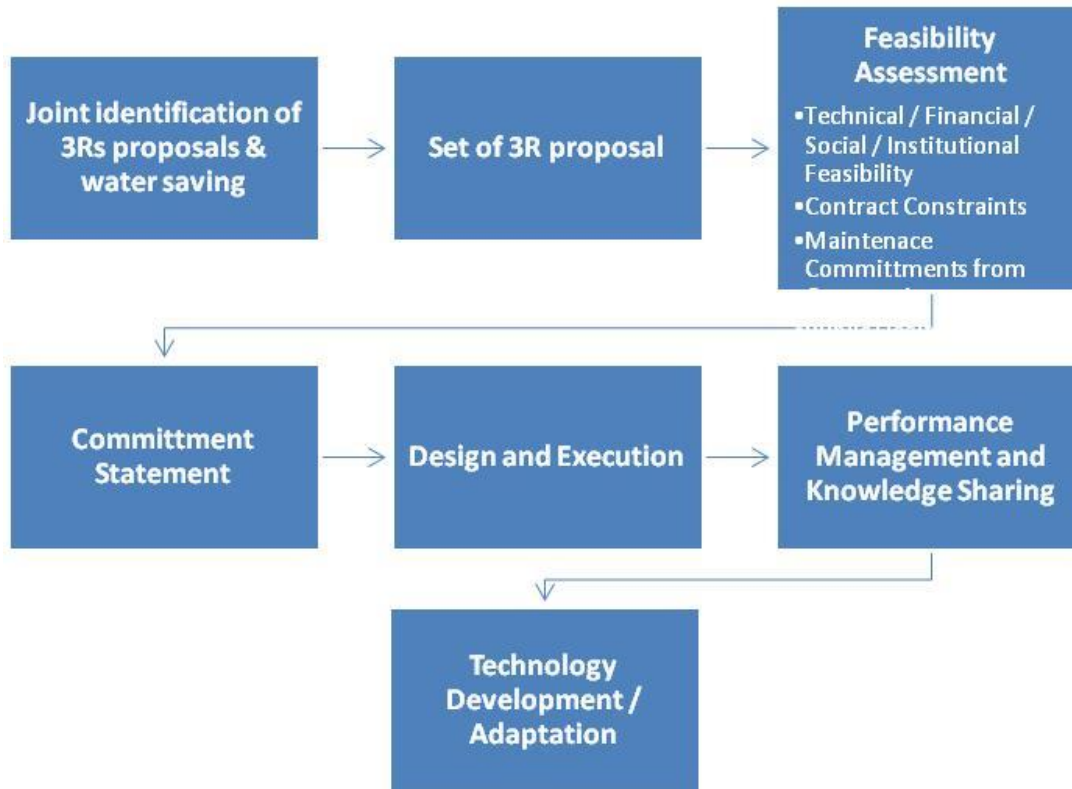 Joint identification of
3Rs proposals &
water saving
Set of 3R proposal
Feasibility
Assessment
•Technical / Financial /
Social / Institutional
Feasibility
•Contract Constraints
•Maintenace
Committments from
Committment
Statement
Design and Execution
Performance
Management and
Knowledge Sharing
Technology
Development /
Adaptation